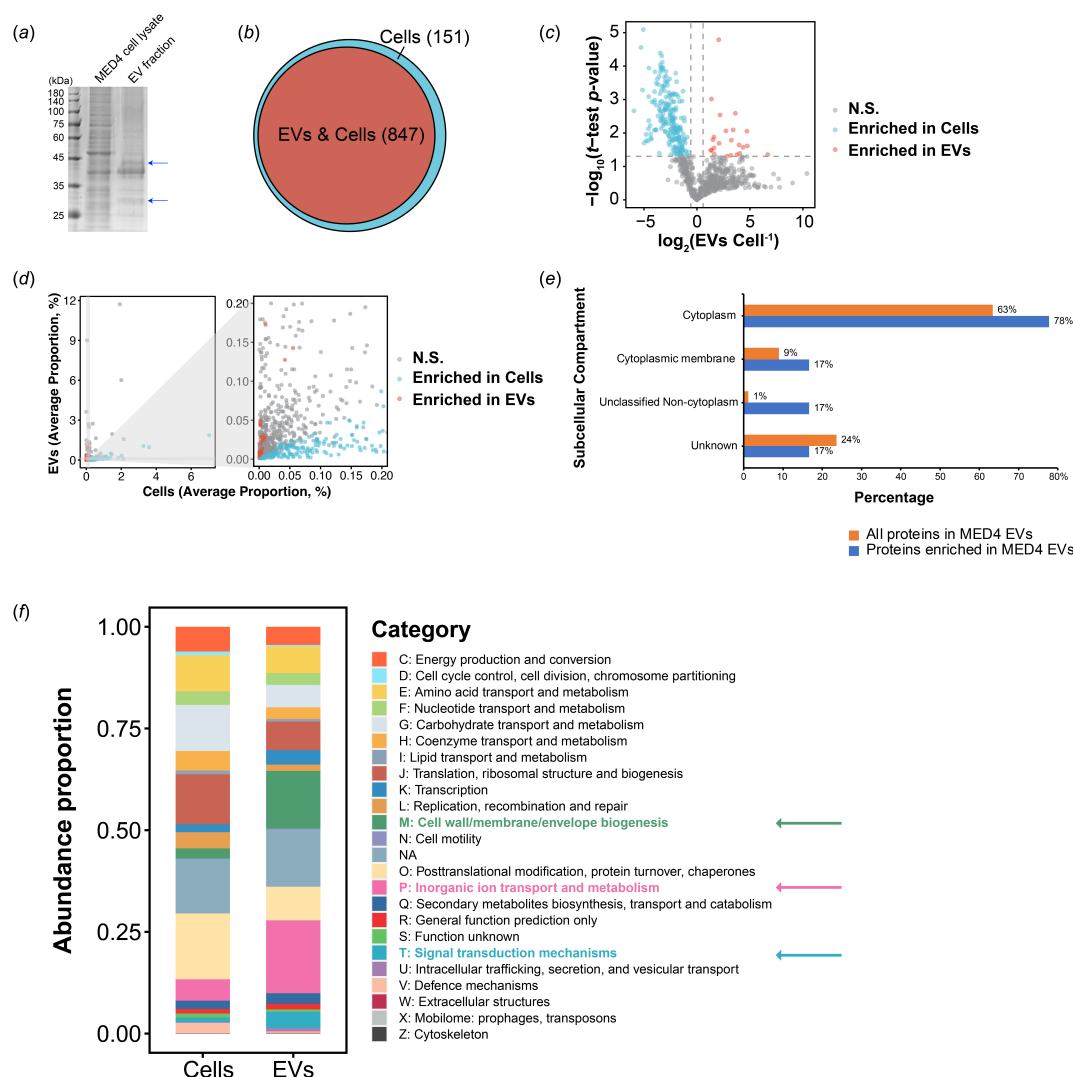 (a)
MED4 cell lysate
EV fraction
(kDa)
180
140
100
75
60
45
35
25
(b)
Cells (151)
EVs & Cells (847)
(c)
5
4
3
2
1
0
−log10(t−test p-value)
−5 0 5 10
log2(EVs Cell-1)
N.S.
Enriched in Cells
Enriched in EVs
(d)
EVs (Average Proportion, %)
12
9
6
3
0
0 2 4 6
0.20
0.15
0.10
0.05
0.00
0.00 0.05 0.10 0.15 0.20
Cells (Average Proportion, %)
N.S.
Enriched in Cells
Enriched in EVs
(e)
Subcellular Compartment
Cytoplasm
63%
78%
Cytoplasmic membrane
9%
17%
Unclassified Non-cytoplasm
1%
17%
Unknown
24%
17%
0 10 20 30 40 50 60 70 80%
Percentage
All proteins in MED4 EVs
Proteins enriched in MED4 EVs
(f)
Abundance proportion
1.00
0.75
0.50
0.25
0.00
Cells EVs
Category
C: Energy production and conversion
D: Cell cycle control, cell division, chromosome partitioning
E: Amino acid transport and metabolism
F: Nucleotide transport and metabolism
G: Carbohydrate transport and metabolism
H: Coenzyme transport and metabolism
I: Lipid transport and metabolism
J: Translation, ribosomal structure and biogenesis
K: Transcription
L: Replication, recombination and repair
M: Cell wall/membrane/envelope biogenesis
N: Cell motility
NA
O: Posttranslational modification, protein turnover, chaperones
P: Inorganic ion transport and metabolism
Q: Secondary metabolites biosynthesis, transport and catabolism
R: General function prediction only
S: Function unknown
T: Signal transduction mechanisms
U: Intracellular trafficking, secretion, and vesicular transport
V: Defence mechanisms
W: Extracellular structures
X: Mobilome: prophages, transposons
Z: Cytoskeleton